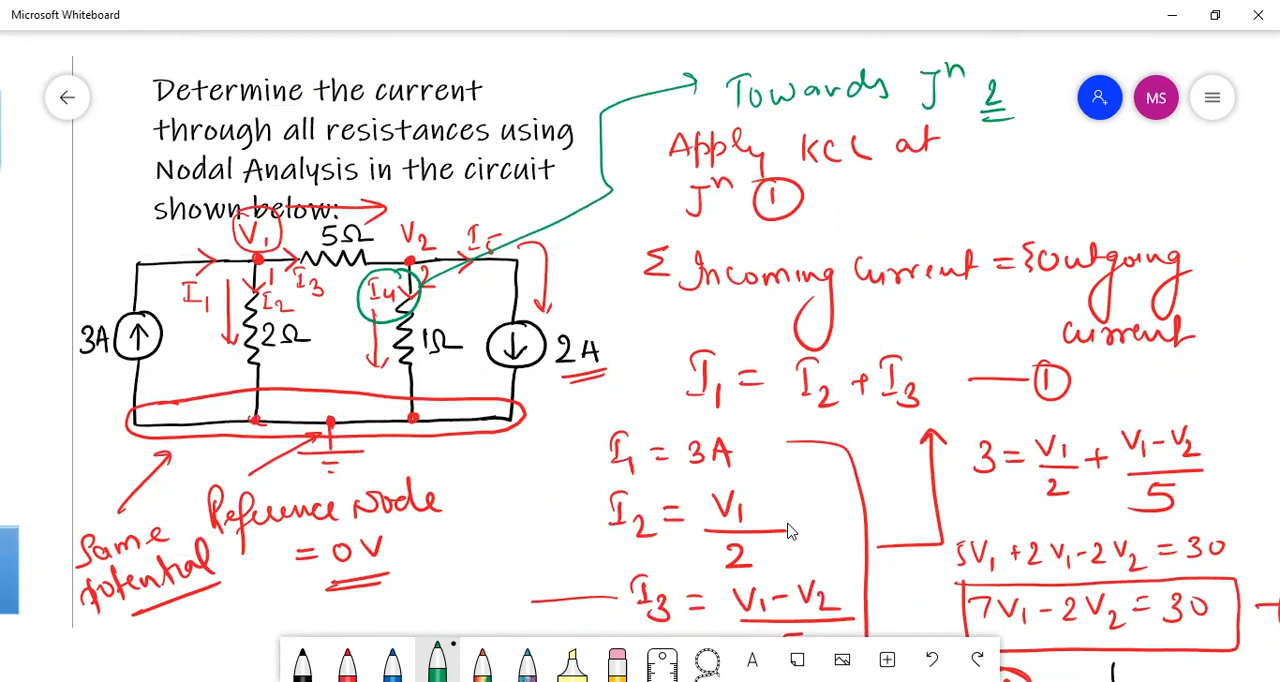 Microsoft Whiteboard
Determine the current
through all resistances using
Nodal Analysis in the circuit
shown below:
MS
Towards Jⁿ 2
Apply KCL at
Jⁿ ①
Σ Incoming Current = Σ Outgoing
current
I₁ = I₂ + I₃ — ①
I₁ = 3A
I₂ = V₁/2
I₃ = V₁-V₂
3 = V₁/2 + V₁-V₂/5
5V₁ + 2V₁ - 2V₂ = 30
7V₁ - 2V₂ = 30
V₁
5Ω
V₂
I₅
I₁
1
I₂
I₃
I₄
2
3A
2Ω
1Ω
2A
Same
potential
Reference Node
= 0V
A